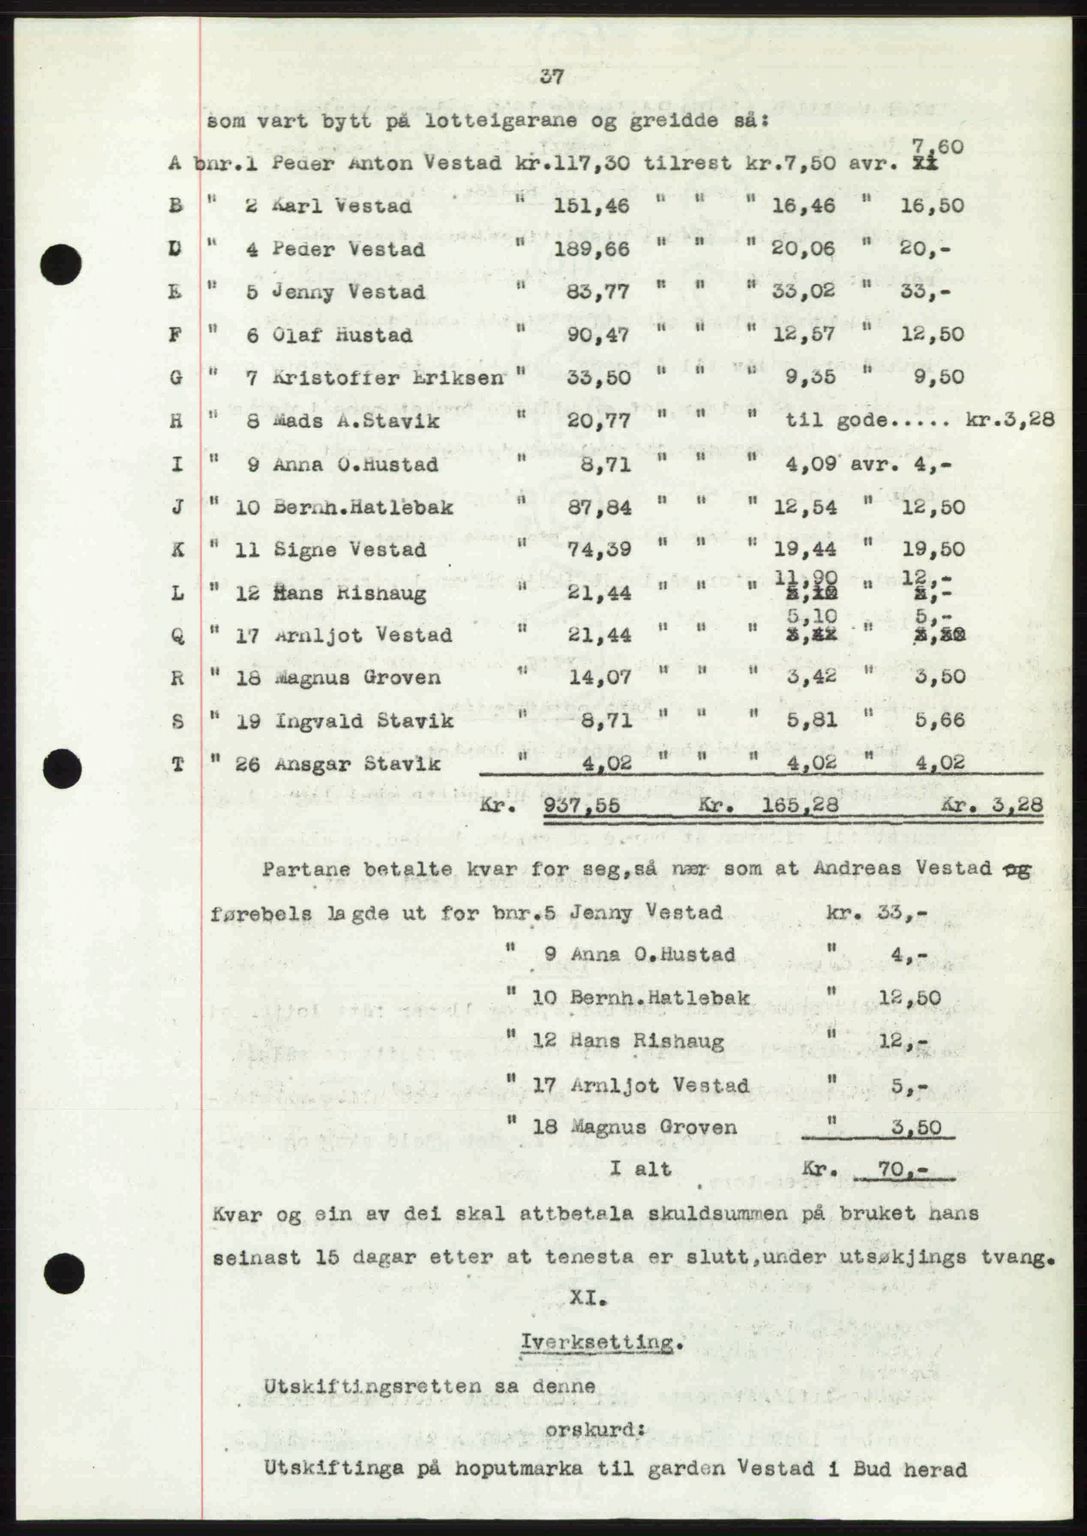 37
som vart bytt på lotteigarane og greidde så:
7,60
A bnr.1 Peder Anton Vestad kr.117,30 tilrest kr.7,50 avr. xx
B " 2 Karl Vestad " 151,46 " " " 16,46 " 16,50
D " 4 Peder Vestad " 189,66 " " " 20,06 " 20,-
E " 5 Jenny Vestad " 83,77 " " " 33,02 " 33,-
F " 6 Olaf Hustad " 90,47 " " " 12,57 " 12,50
G " 7 Kristoffer Eriksen " 33,50 " " " 9,35 " 9,50
H " 8 Mads A.Stavik " 20,77 " " " til gode..... kr.3,28
I " 9 Anna O.Hustad " 8,71 " " " 4,09 avr. 4,-
J " 10 Bernh.Hatlebak " 87,84 " " " 12,54 " 12,50
K " 11 Signe Vestad " 74,39 " " " 19,44 " 19,50
11,90 12,-
L " 12 Hans Rishaug " 21,44 " " " "
5,10 5,-
Q " 17 Arnljot Vestad " 21,44 " " " "
R " 18 Magnus Groven " 14,07 " " " 3,42 " 3,50
S " 19 Ingvald Stavik " 8,71 " " " 5,81 " 5,66
T " 26 Ansgar Stavik " 4,02 " " " 4,02 " 4,02
Kr. 937,55 Kr. 165,28 Kr. 3,28
Partane betalte kvar for seg,så nær som at Andreas Vestad og
førebels lagde ut for bnr.5 Jenny Vestad kr. 33,-
" 9 Anna O.Hustad " 4,-
" 10 Bernh.Hatlebak " 12,50
" 12 Hans Rishaug " 12,-
" 17 Arnljot Vestad " 5,-
" 18 Magnus Groven " 3,50
I alt Kr. 70,-
Kvar og ein av dei skal attbetala skuldsummen på bruket hans
seinast 15 dagar etter at tenesta er slutt,under utsøkjings tvang.
XI.
Iverksetting.
Utskiftingsretten sa denne
orskurd:
Utskiftinga på hoputmarka til garden Vestad i Bud herad